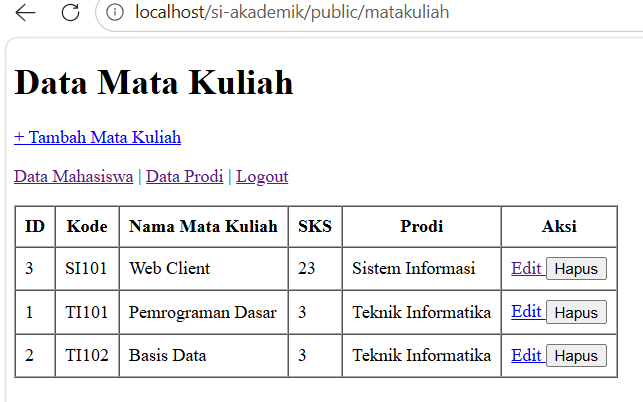 localhost/si-akademik/public/matakuliah
Data Mata Kuliah
+ Tambah Mata Kuliah
Data Mahasiswa | Data Prodi | Logout
ID Kode Nama Mata Kuliah SKS Prodi Aksi
3 SI101 Web Client 23 Sistem Informasi Edit Hapus
1 TI101 Pemrograman Dasar 3 Teknik Informatika Edit Hapus
2 TI102 Basis Data 3 Teknik Informatika Edit Hapus